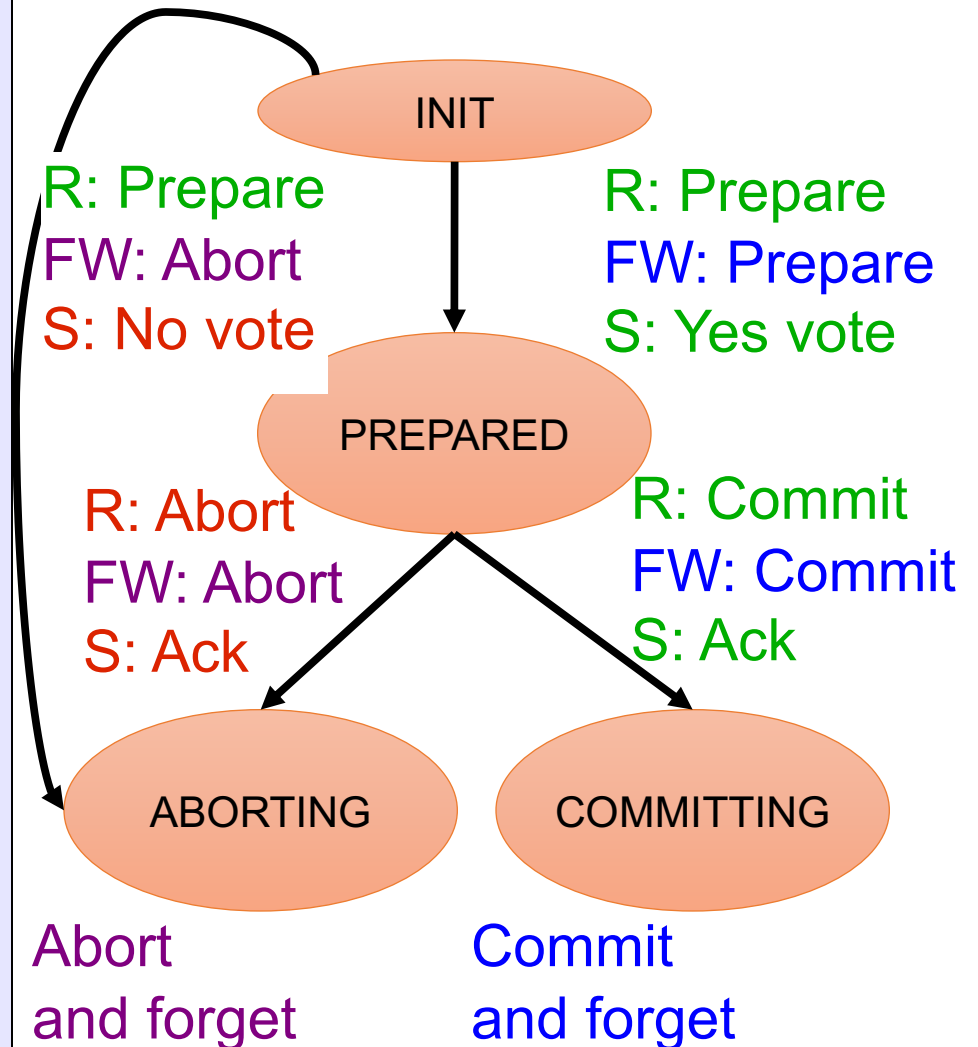 INIT
R: Prepare
FW: Abort
S: No vote
R: Prepare
FW: Prepare
S: Yes vote
PREPARED
R: Abort
FW: Abort
S: Ack
R: Commit
FW: Commit
S: Ack
ABORTING
COMMITTING
Abort
and forget
Commit
and forget